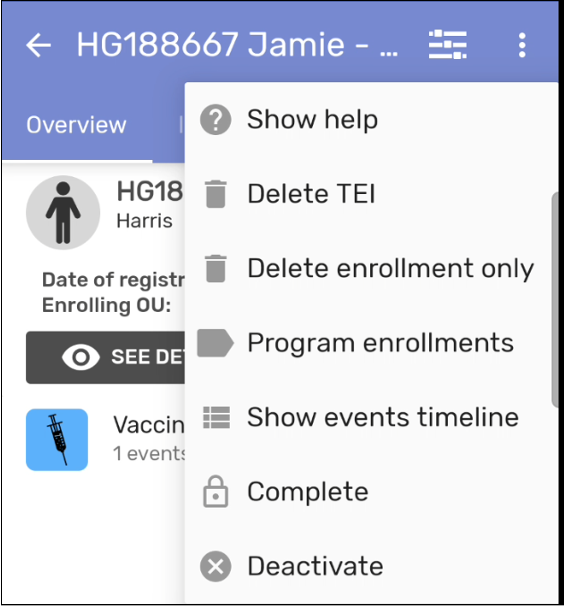 HG188667 Jamie - ...
Overview
Show help
HG18
Delete TEI
Harris
Delete enrollment only
Date of registr
Enrolling OU:
Program enrollments
SEE DE
Show events timeline
Vaccin
1 events
Complete
Deactivate